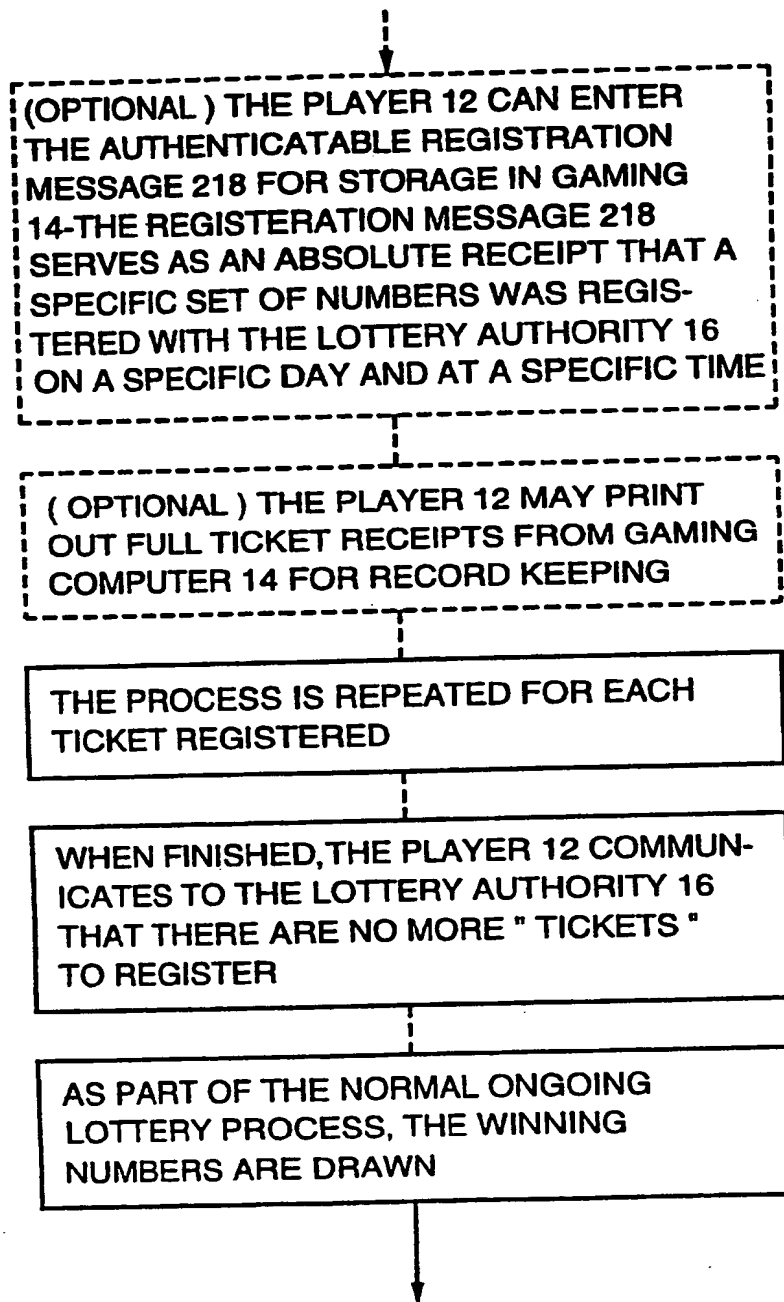 (OPTIONAL ) THE PLAYER 12 CAN ENTER
THE AUTHENTICATABLE REGISTRATION
MESSAGE 218 FOR STORAGE IN GAMING
14-THE REGISTERATION MESSAGE 218
SERVES AS AN ABSOLUTE RECEIPT THAT A
SPECIFIC SET OF NUMBERS WAS REGIS-
TERED WITH THE LOTTERY AUTHORITY 16
ON A SPECIFIC DAY AND AT A SPECIFIC TIME
( OPTIONAL ) THE PLAYER 12 MAY PRINT
OUT FULL TICKET RECEIPTS FROM GAMING
COMPUTER 14 FOR RECORD KEEPING
THE PROCESS IS REPEATED FOR EACH
TICKET REGISTERED
WHEN FINISHED,THE PLAYER 12 COMMUN-
ICATES TO THE LOTTERY AUTHORITY 16
THAT THERE ARE NO MORE " TICKETS "
TO REGISTER
AS PART OF THE NORMAL ONGOING
LOTTERY PROCESS, THE WINNING
NUMBERS ARE DRAWN